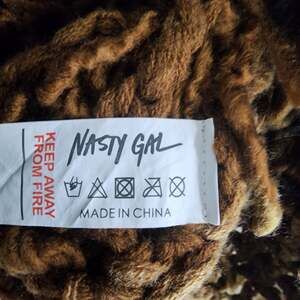 KEEP AWAY
FROM FIRE
NASTY GAL
MADE IN CHINA